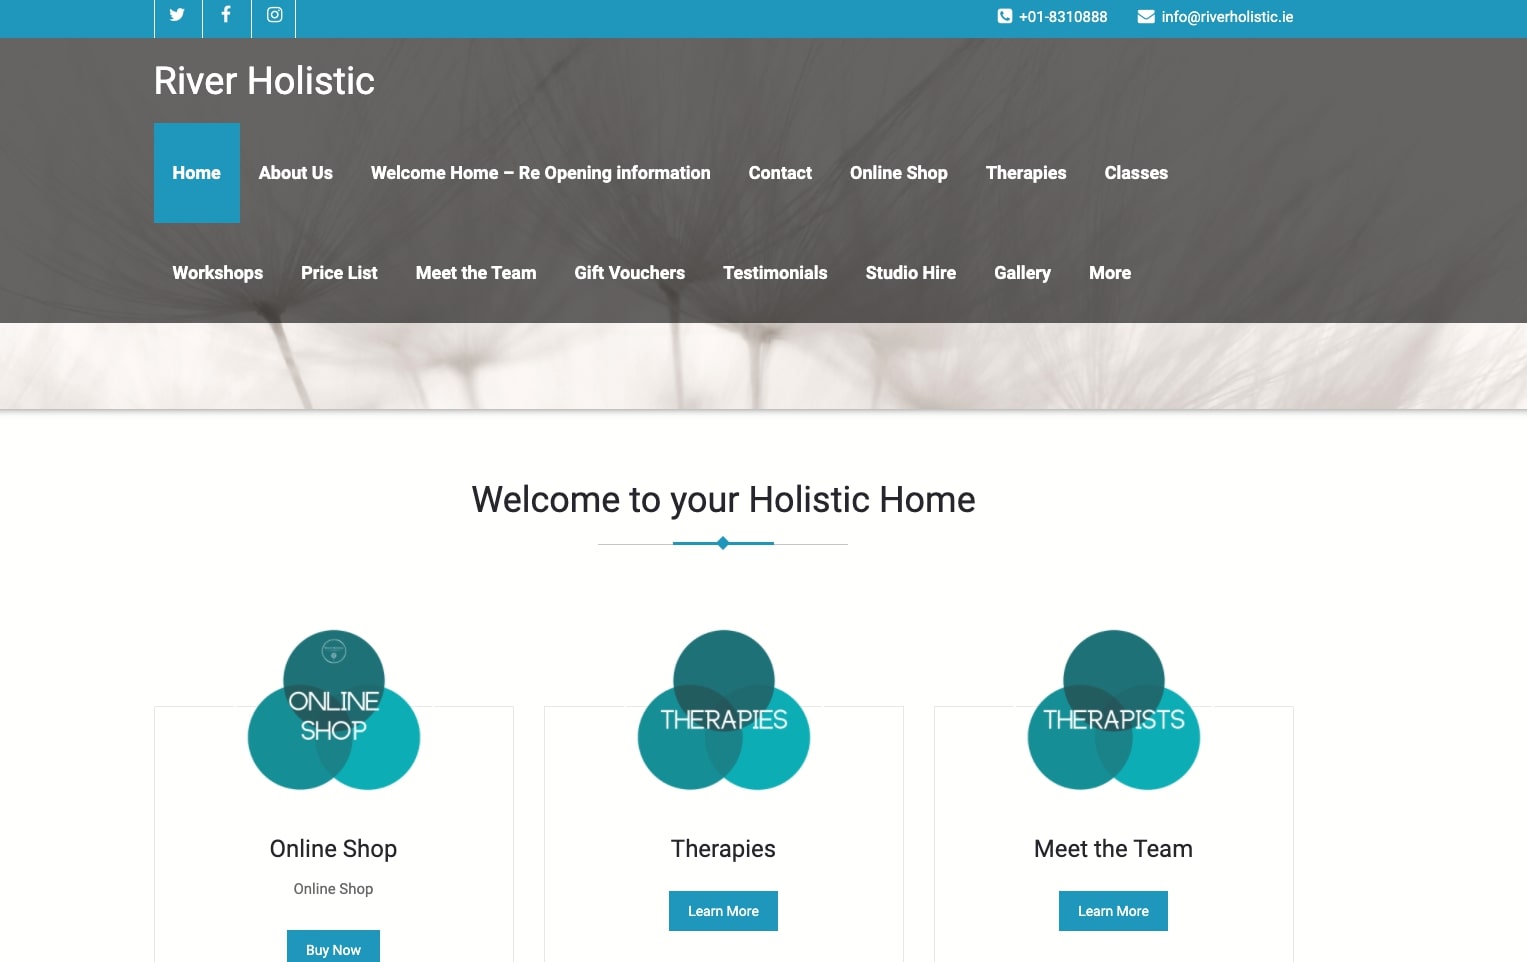 +01-8310888 info@riverholistic.ie
River Holistic
Home About Us Welcome Home – Re Opening information Contact Online Shop Therapies Classes
Workshops Price List Meet the Team Gift Vouchers Testimonials Studio Hire Gallery More
Welcome to your Holistic Home
ONLINE
SHOP
THERAPIES
THERAPISTS
Online Shop
Online Shop
Buy Now
Therapies
Learn More
Meet the Team
Learn More